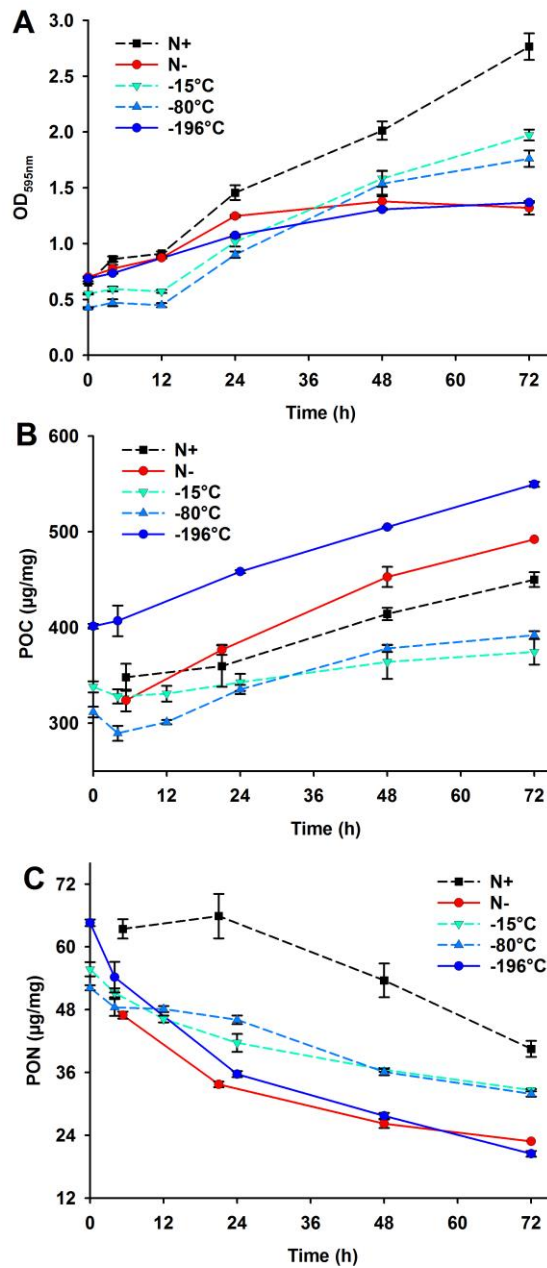 A
3.0
2.5
2.0
1.5
1.0
0.5
0.0
OD595nm
N+
N-
-15°C
-80°C
-196°C
0 12 24 36 48 60 72
Time (h)
B
600
500
400
300
POC (µg/mg)
N+
N-
-15°C
-80°C
-196°C
0 12 24 36 48 60 72
Time (h)
C
72
60
48
36
24
12
PON (µg/mg)
N+
N-
-15°C
-80°C
-196°C
0 12 24 36 48 60 72
Time (h)